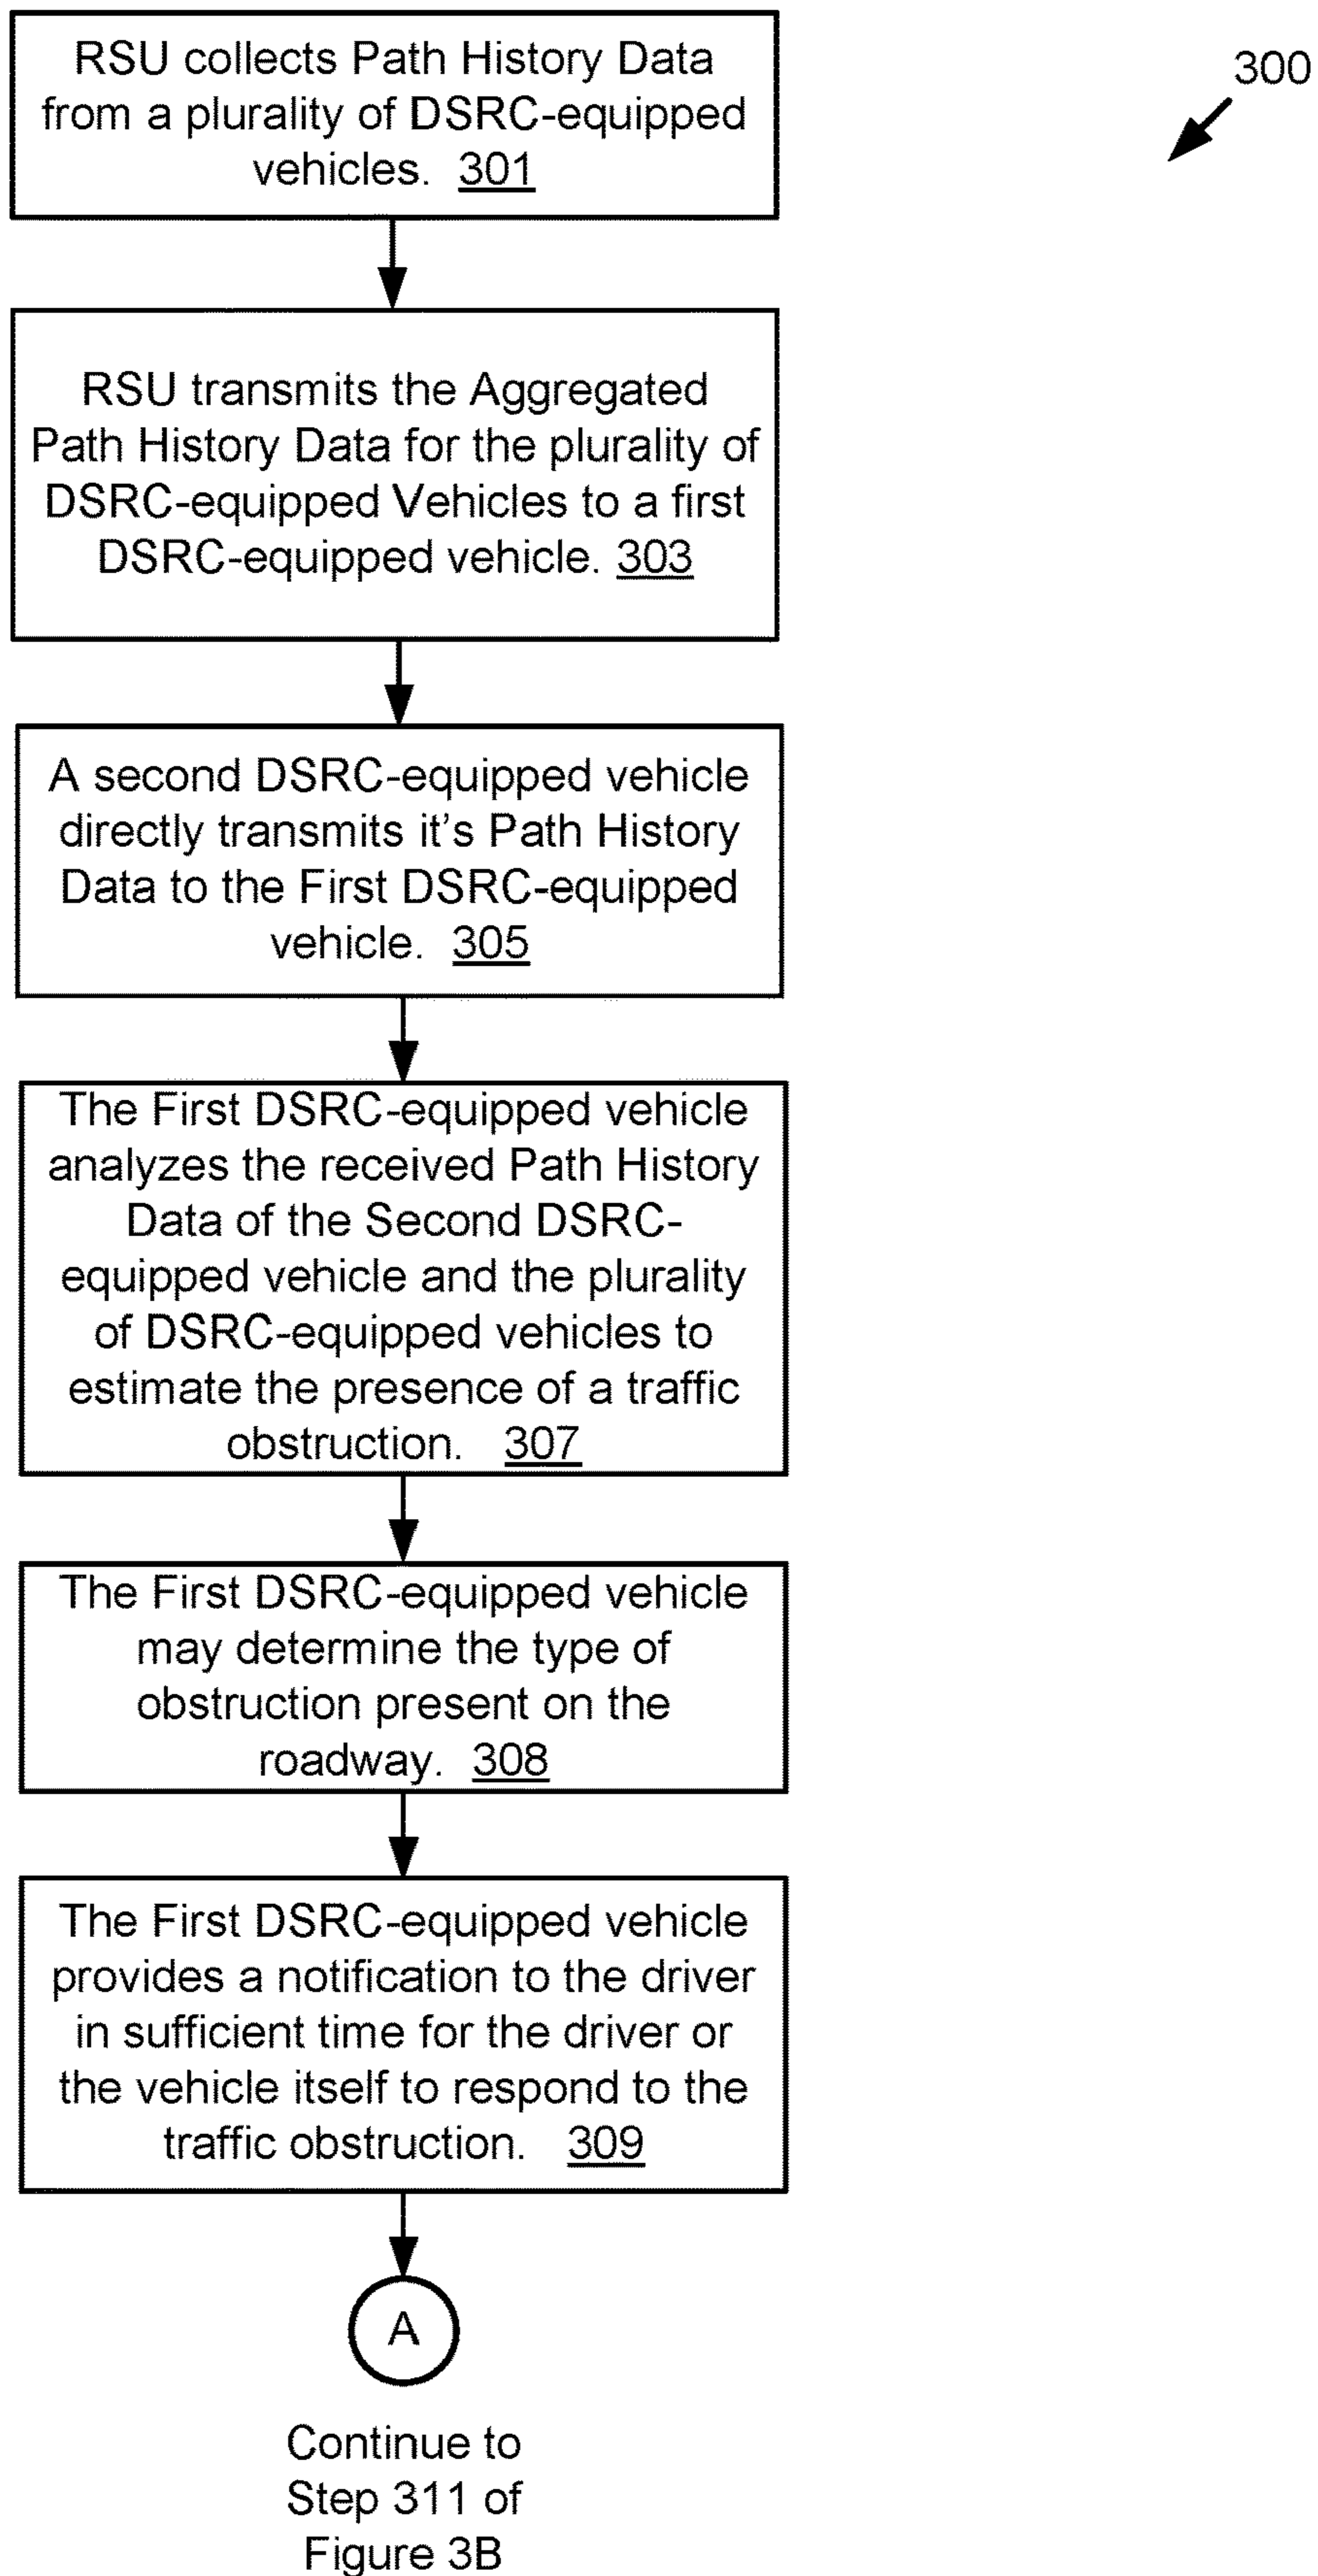 RSU collects Path History Data
from a plurality of DSRC-equipped
vehicles. 301
300
RSU transmits the Aggregated
Path History Data for the plurality of
DSRC-equipped Vehicles to a first
DSRC-equipped vehicle. 303
A second DSRC-equipped vehicle
directly transmits it's Path History
Data to the First DSRC-equipped
vehicle. 305
The First DSRC-equipped vehicle
analyzes the received Path History
Data of the Second DSRC-
equipped vehicle and the plurality
of DSRC-equipped vehicles to
estimate the presence of a traffic
obstruction. 307
The First DSRC-equipped vehicle
may determine the type of
obstruction present on the
roadway. 308
The First DSRC-equipped vehicle
provides a notification to the driver
in sufficient time for the driver or
the vehicle itself to respond to the
traffic obstruction. 309
A
Continue to
Step 311 of
Figure 3B